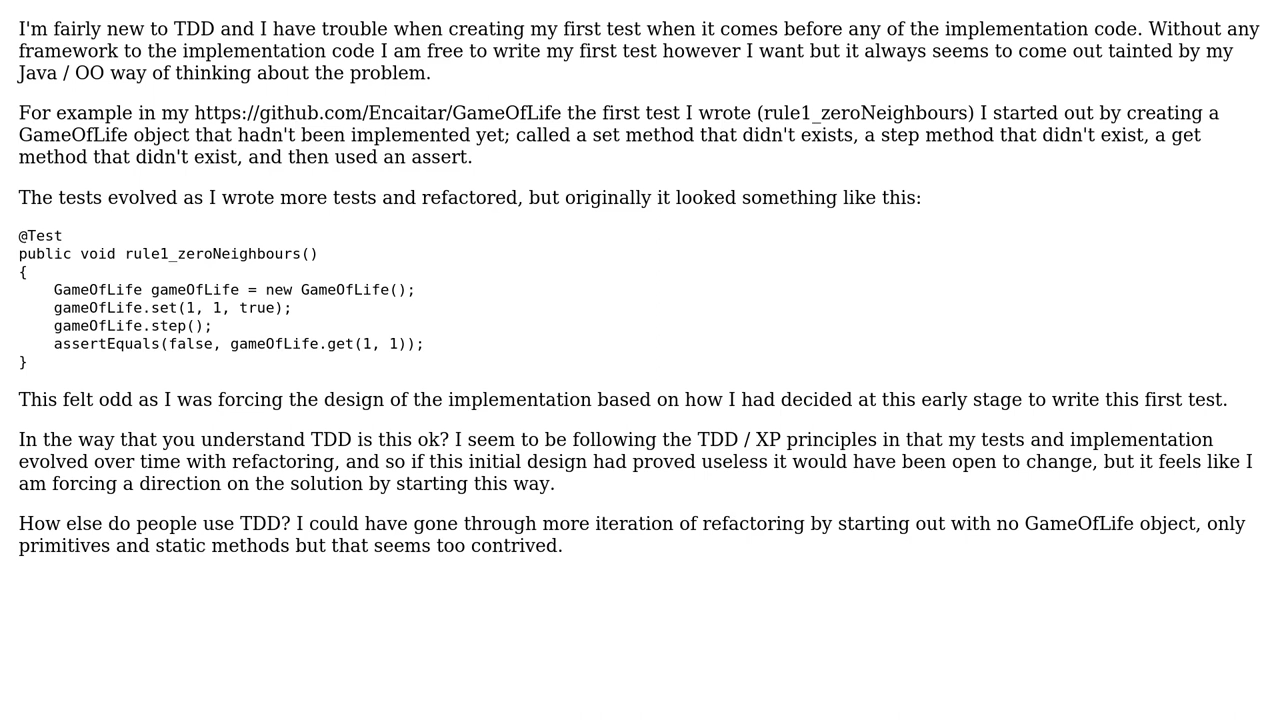 I'm fairly new to TDD and I have trouble when creating my first test when it comes before any of the implementation code. Without any
framework to the implementation code I am free to write my first test however I want but it always seems to come out tainted by my
Java / OO way of thinking about the problem.
For example in my https://github.com/Encaitar/GameOfLife the first test I wrote (rule1_zeroNeighbours) I started out by creating a
GameOfLife object that hadn't been implemented yet; called a set method that didn't exists, a step method that didn't exist, a get
method that didn't exist, and then used an assert.
The tests evolved as I wrote more tests and refactored, but originally it looked something like this:
@Test
public void rule1_zeroNeighbours()
{
    GameOfLife gameOfLife = new GameOfLife();
    gameOfLife.set(1, 1, true);
    gameOfLife.step();
    assertEquals(false, gameOfLife.get(1, 1));
}
This felt odd as I was forcing the design of the implementation based on how I had decided at this early stage to write this first test.
In the way that you understand TDD is this ok? I seem to be following the TDD / XP principles in that my tests and implementation
evolved over time with refactoring, and so if this initial design had proved useless it would have been open to change, but it feels like I
am forcing a direction on the solution by starting this way.
How else do people use TDD? I could have gone through more iteration of refactoring by starting out with no GameOfLife object, only
primitives and static methods but that seems too contrived.